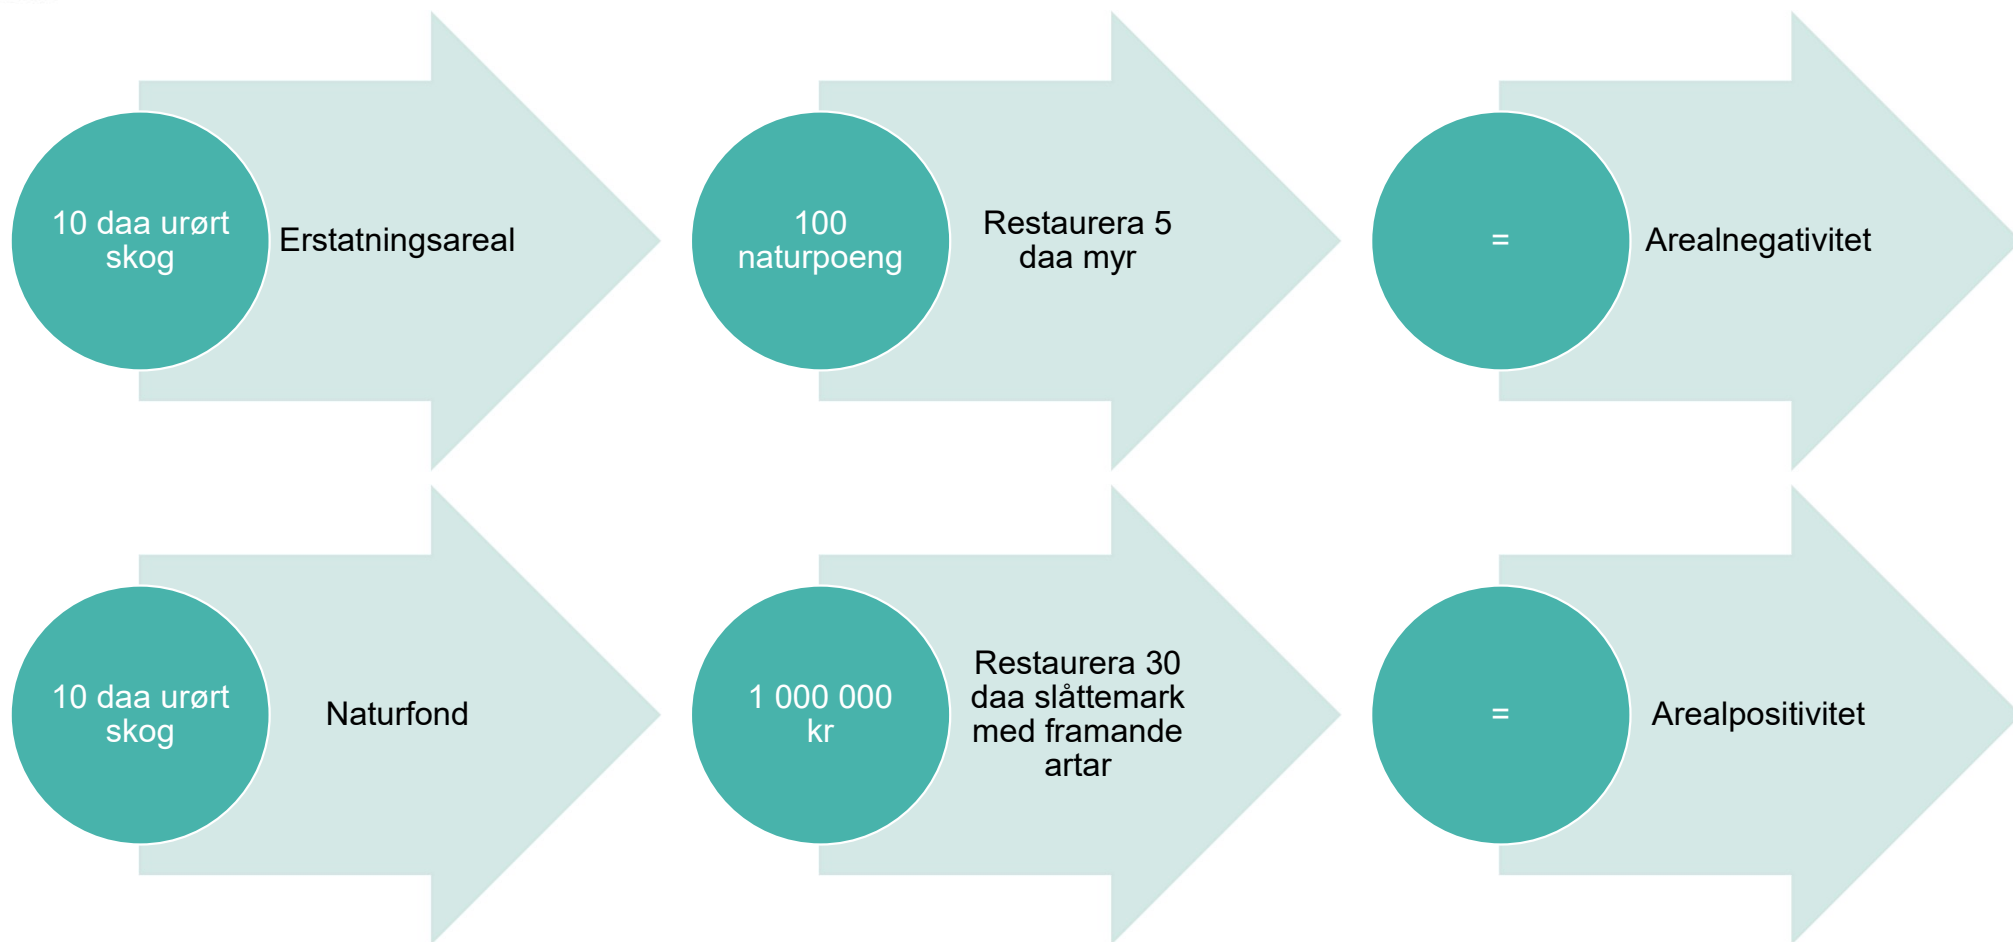 10 daa urørt
skog
Erstatningsareal
100
naturpoeng
Restaurera 5
daa myr
=
Arealnegativitet
10 daa urørt
skog
Naturfond
1 000 000
kr
Restaurera 30
daa slåttemark
med framande
artar
=
Arealpositivitet